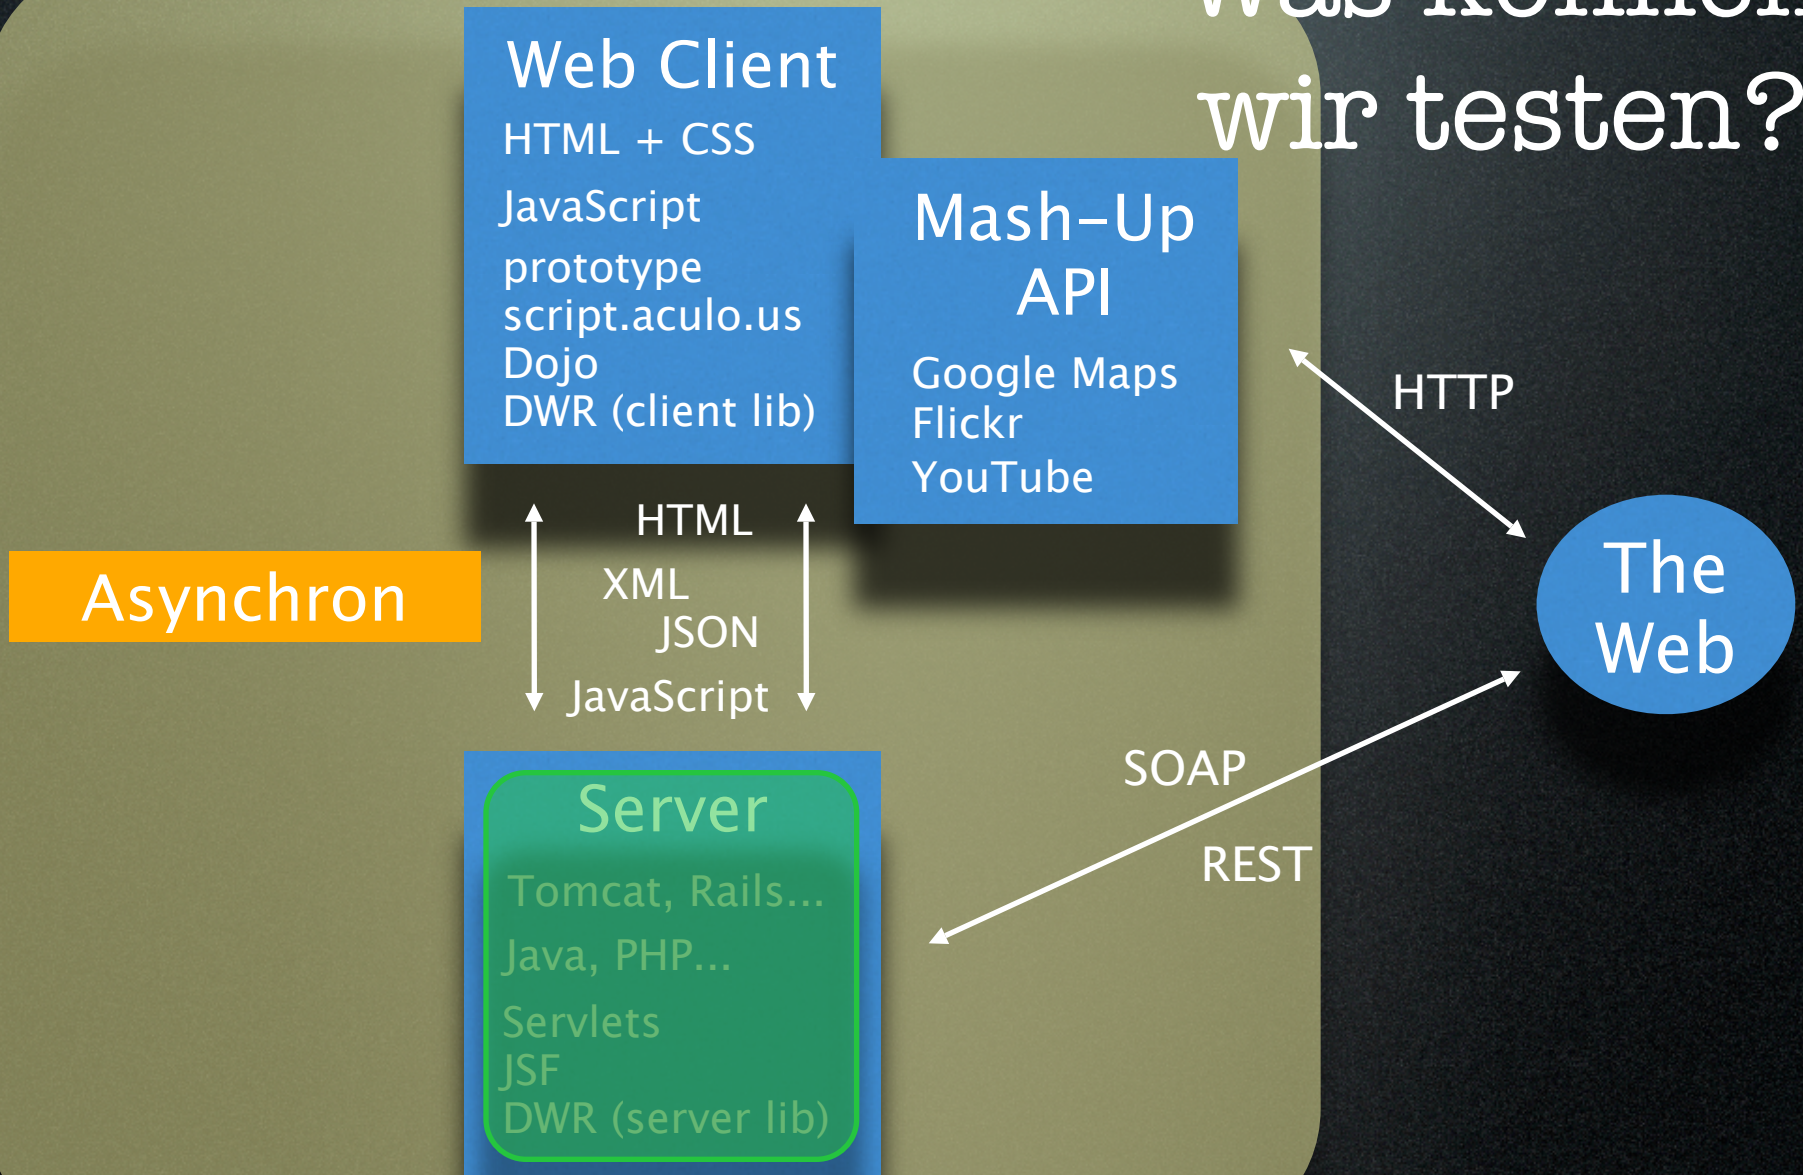 wir testen?
Web Client
HTML + CSS
JavaScript
prototype
script.aculo.us
Dojo
DWR (client lib)
Mash-Up
API
Google Maps
Flickr
YouTube
HTTP
The
Web
Asynchron
HTML
XML
JSON
JavaScript
SOAP
REST
Server
Tomcat, Rails...
Java, PHP...
Servlets
JSF
DWR (server lib)